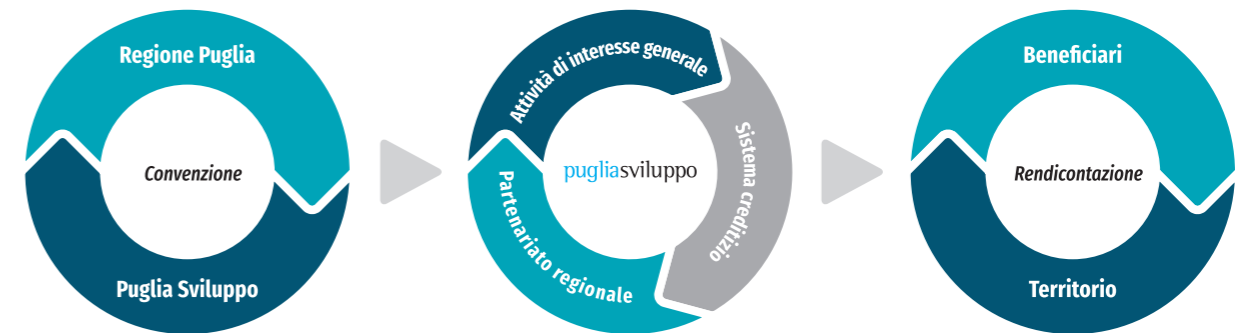 Regione Puglia
Convenzione
Puglia Sviluppo
Attività di interesse generale
Sistema creditizio
pugliasviluppo
Partenariato regionale
Beneficiari
Rendicontazione
Territorio